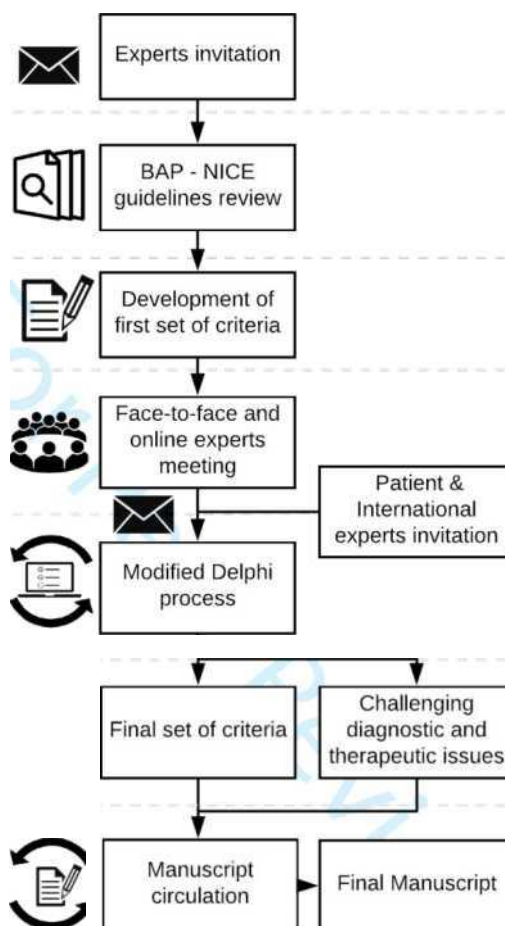 Experts invitation
BAP - NICE
guidelines review
Development of
first set of criteria
Face-to-face and
online experts
meeting
Patient &
International
experts invitation
Modified Delphi
process
Final set of criteria
Challenging
diagnostic and
therapeutic issues
Manuscript
circulation
Final Manuscript